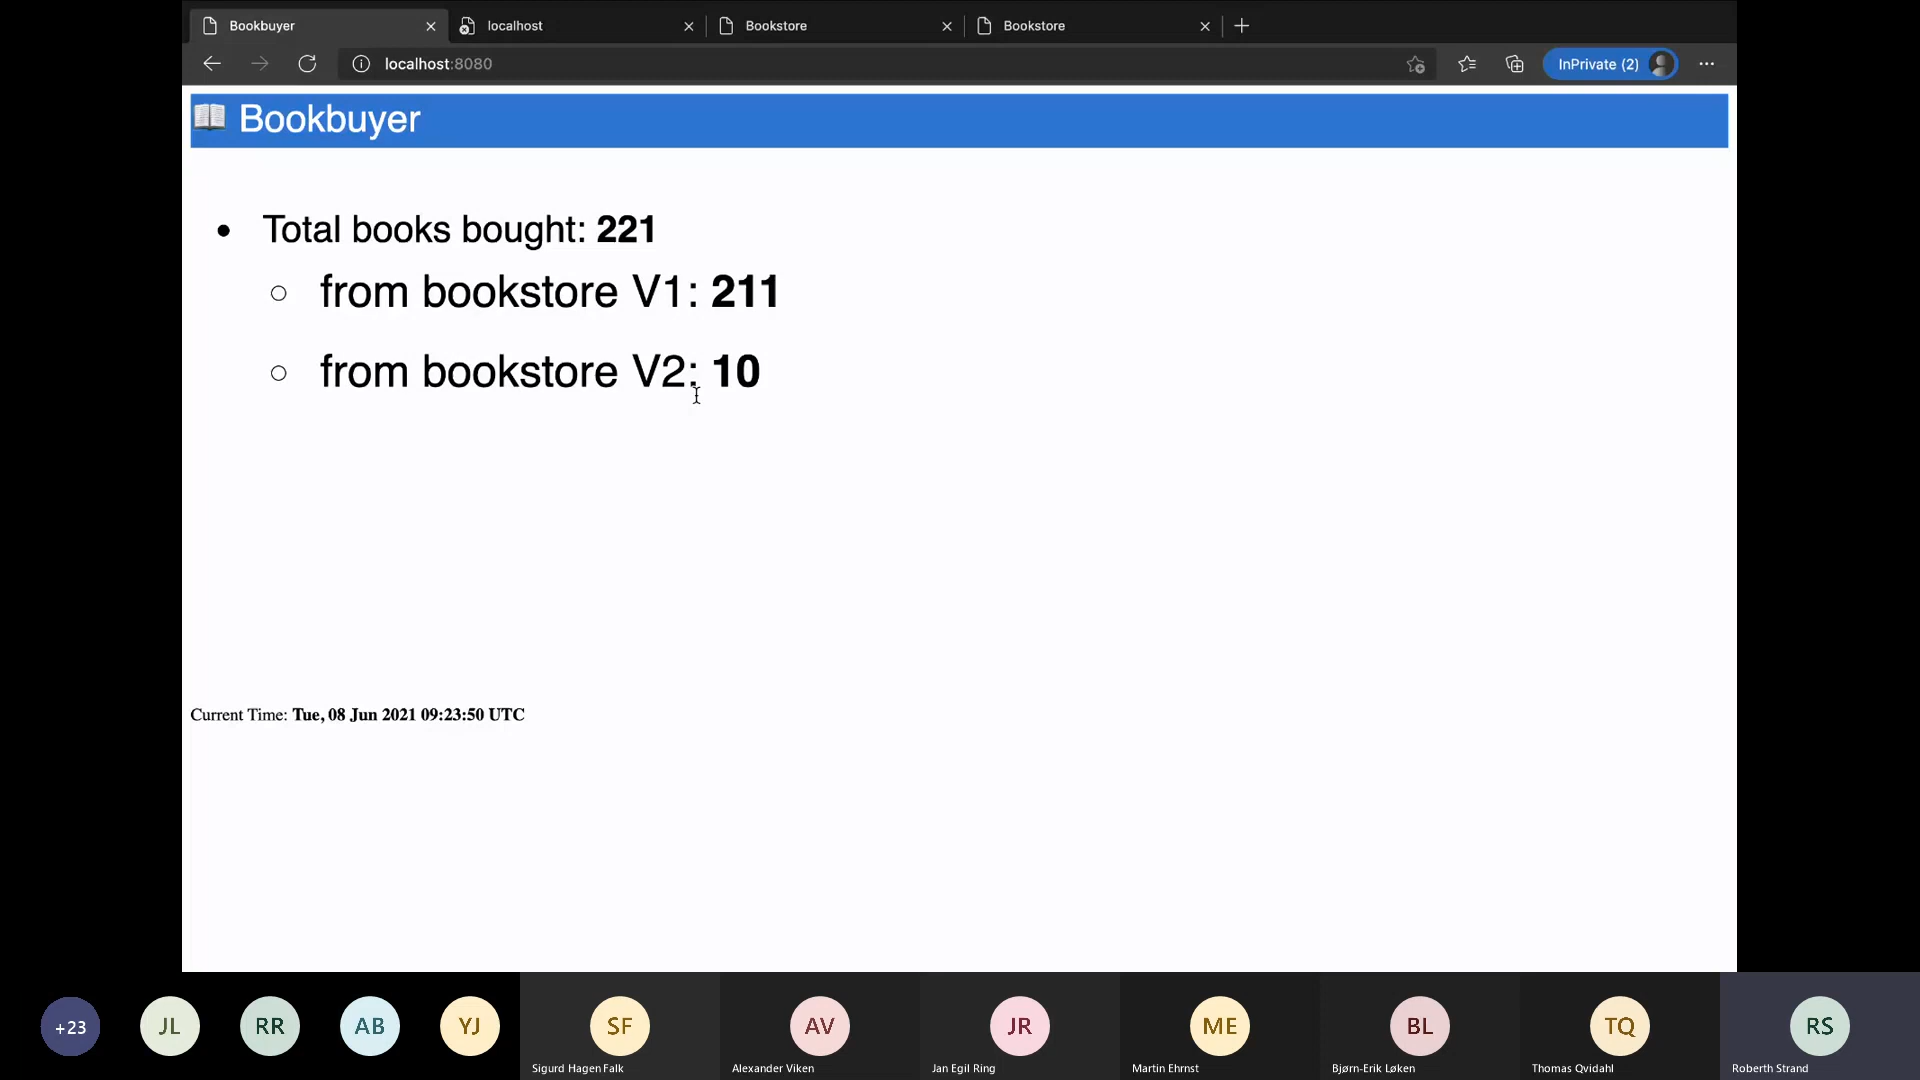 Bookbuyer
localhost
Bookstore
Bookstore
localhost:8080
InPrivate (2)
Bookbuyer
Total books bought: 221
from bookstore V1: 211
from bookstore V2: 10
Current Time: Tue, 08 Jun 2021 09:23:50 UTC
+23
JL
RR
AB
YJ
SF
AV
JR
ME
BL
TQ
RS
Sigurd Hagen Falk
Alexander Viken
Jan Egil Ring
Martin Ehrnst
Bjørn-Erik Løken
Thomas Qvidahl
Roberth Strand